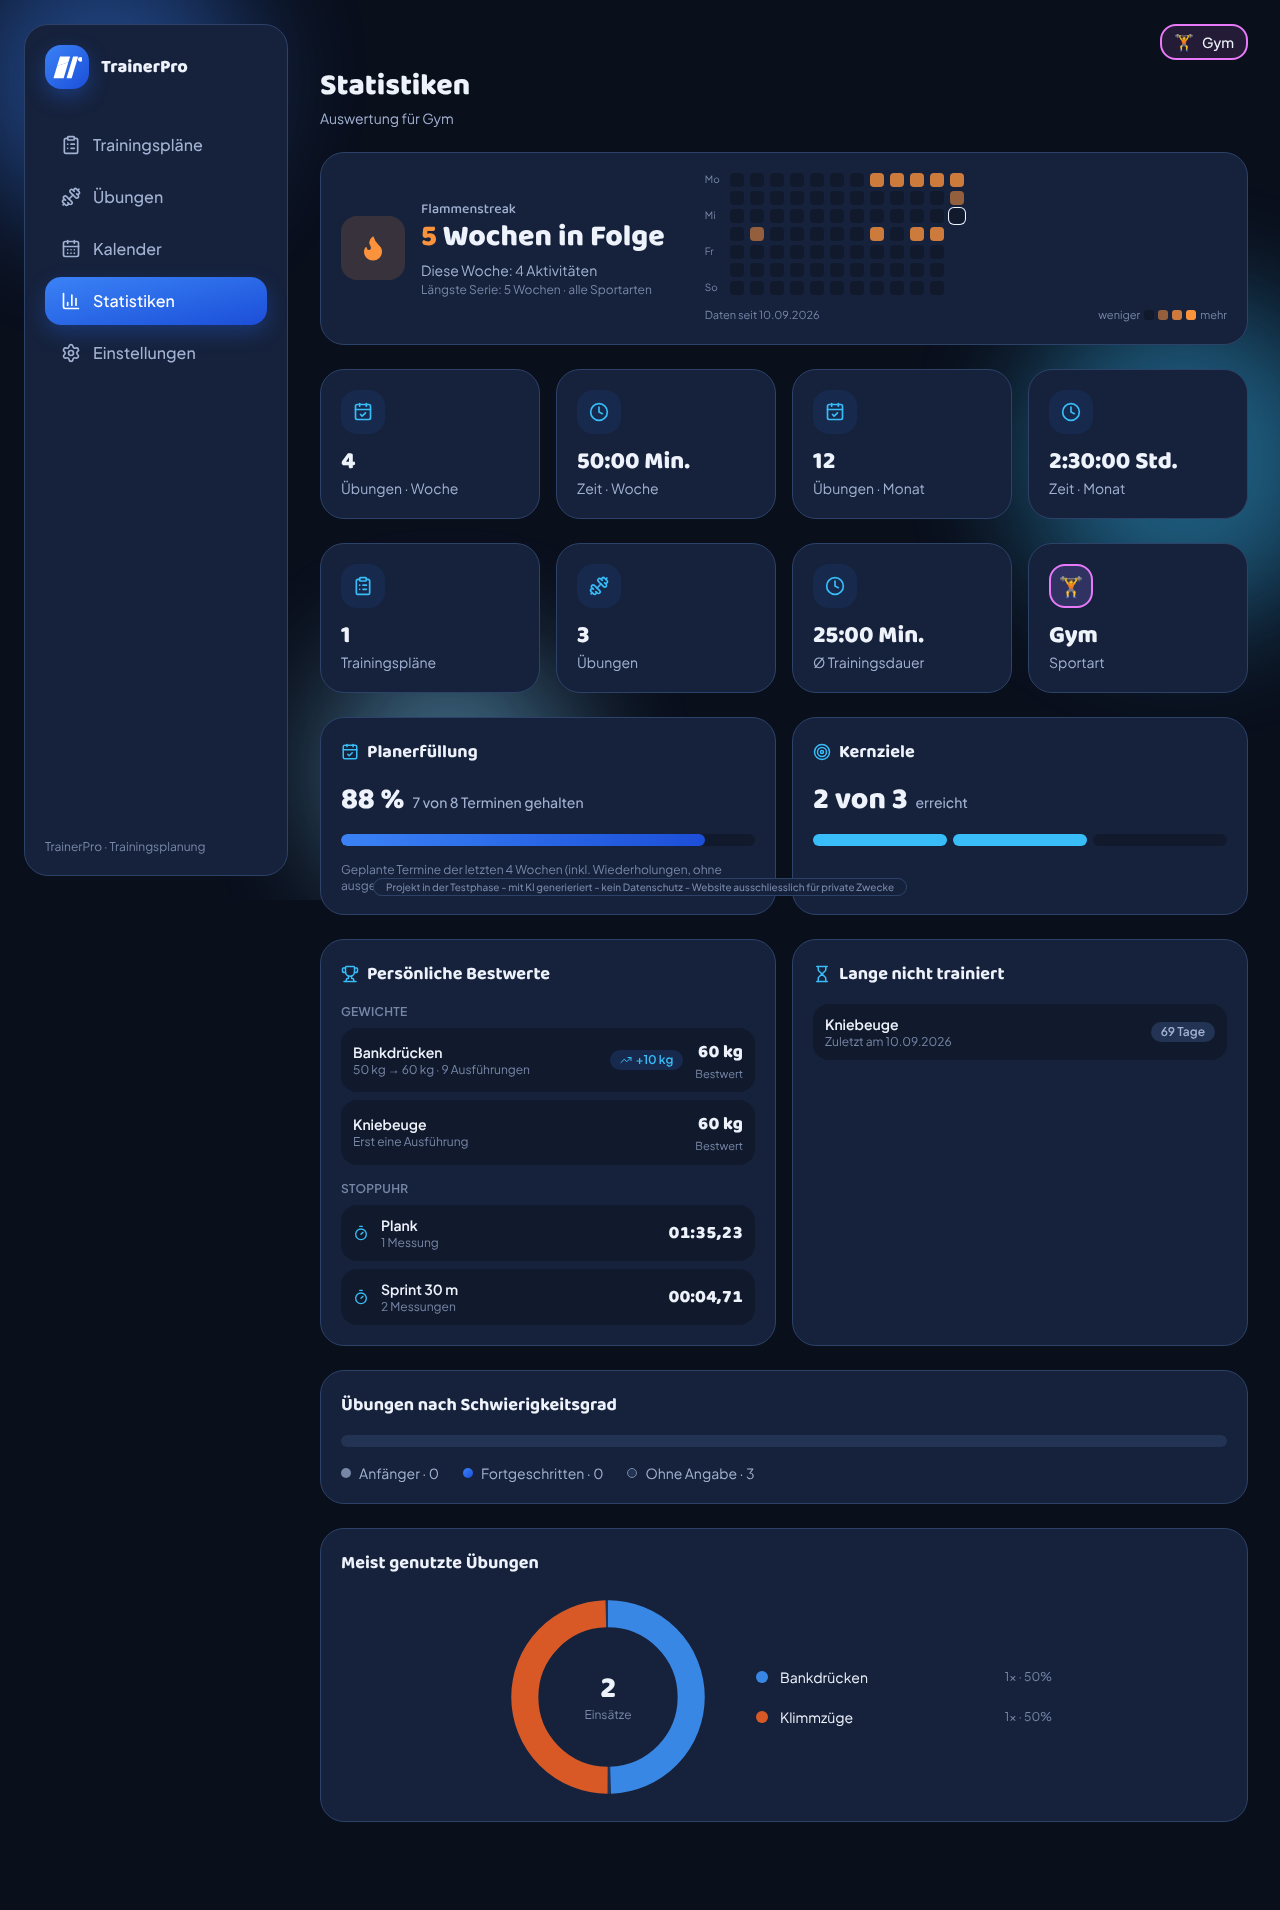 TrainerPro
Trainingspläne
Übungen
Kalender
Statistiken
Einstellungen
TrainerPro · Trainingsplanung
Gym
Statistiken
Auswertung für Gym
Flammenstreak
5 Wochen in Folge
Diese Woche: 4 Aktivitäten
Längste Serie: 5 Wochen · alle Sportarten
Mo
Mi
Fr
So
Daten seit 10.09.2026
weniger mehr
4
Übungen · Woche
50:00 Min.
Zeit · Woche
12
Übungen · Monat
2:30:00 Std.
Zeit · Monat
1
Trainingspläne
3
Übungen
25:00 Min.
Ø Trainingsdauer
Gym
Sportart
Planerfüllung
88 % 7 von 8 Terminen gehalten
Geplante Termine der letzten 4 Wochen (inkl. Wiederholungen, ohne
Projekt in der Testphase - mit KI generieriert - kein Datenschutz - Website ausschliesslich für private Zwecke
Kernziele
2 von 3 erreicht
Persönliche Bestwerte
GEWICHTE
Bankdrücken
50 kg → 60 kg · 9 Ausführungen
+10 kg
60 kg
Bestwert
Kniebeuge
Erst eine Ausführung
60 kg
Bestwert
STOPPUHR
Plank
1 Messung
01:35,23
Sprint 30 m
2 Messungen
00:04,71
Lange nicht trainiert
Kniebeuge
Zuletzt am 10.09.2026
69 Tage
Übungen nach Schwierigkeitsgrad
Anfänger · 0
Fortgeschritten · 0
Ohne Angabe · 3
Meist genutzte Übungen
2
Einsätze
Bankdrücken 1× · 50%
Klimmzüge 1× · 50%